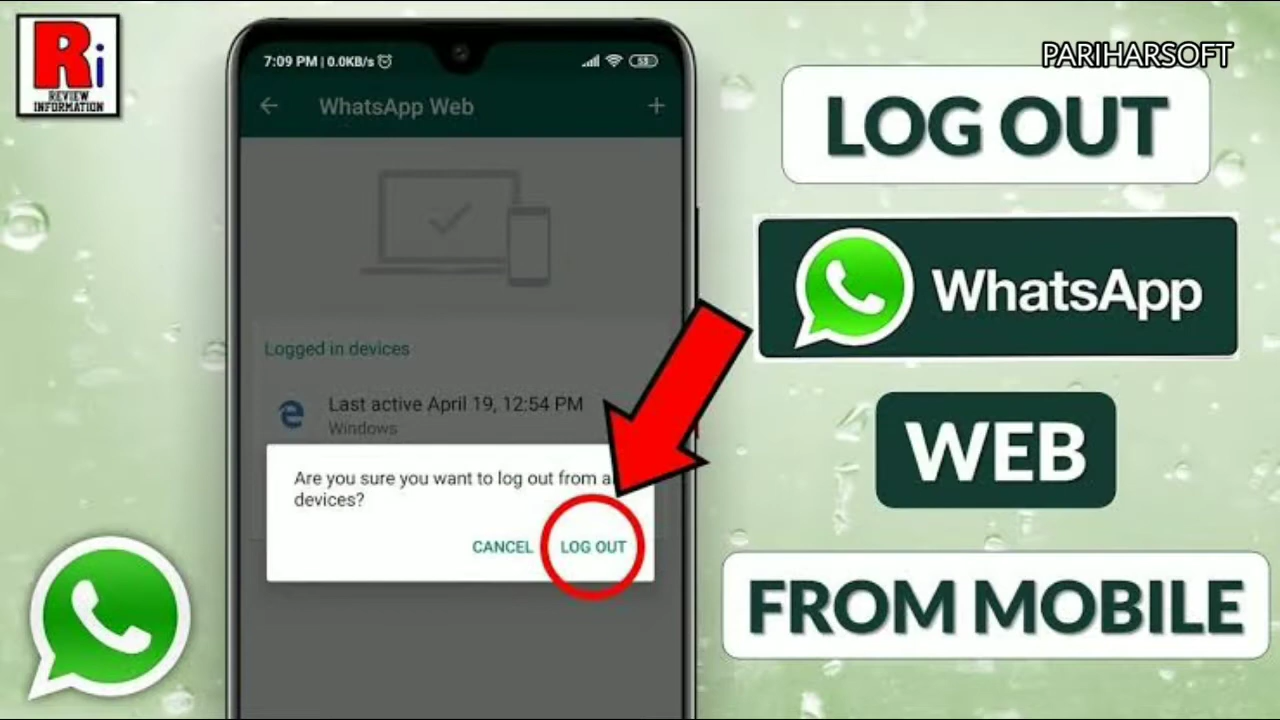 Ri
REVIEW
INFORMATION
7:09 PM | 0.0KB/s
53
WhatsApp Web
Logged in devices
Last active April 19, 12:54 PM
Windows
Are you sure you want to log out from a
devices?
CANCEL
LOG OUT
PARIHARSOFT
LOG OUT
WhatsApp
WEB
FROM MOBILE